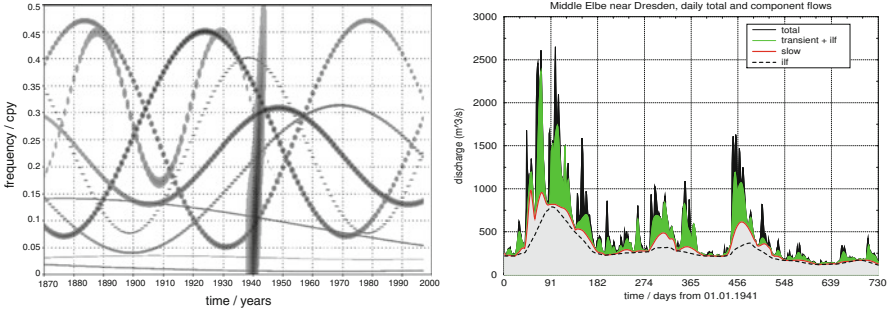 0.5
0.45
0.4
0.35
0.3
0.25
0.2
0.15
0.1
0.05
0
frequency / cpy
1870 1880 1890 1900 1910 1920 1930 1940 1950 1960 1970 1980 1990 2000
time / years
Middle Elbe near Dresden, daily total and component flows
total
transient + ilf
slow
ilf
3000
2500
2000
1500
1000
500
0
discharge (m^3/s)
0 91 182 274 365 456 548 639 730
time / days from 01.01.1941